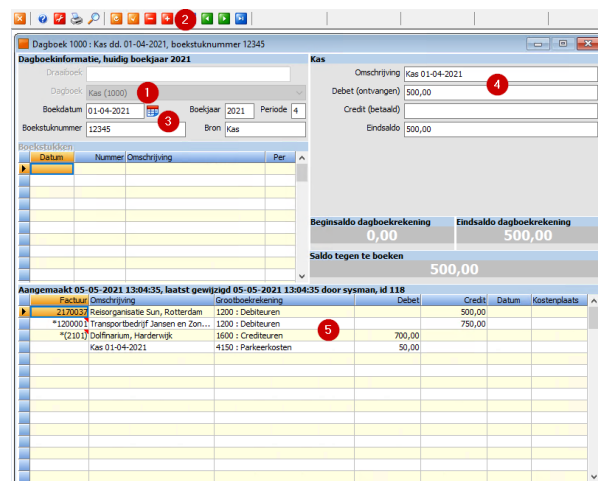 2
Dagboek 1000 : Kas dd. 01-04-2021, boekstuknummer 12345
Dagboekinformatie, huidig boekjaar 2021
Kas
Draaiboek
Omschrijving Kas 01-04-2021
Dagboek Kas (1000) 1
Debet (ontvangen) 500,00 4
Boekdatum 01-04-2021 3 Boekjaar 2021 Periode 4
Credit (betaald)
Boekstuknummer 12345 Bron Kas
Eindsaldo 500,00
Boekstukken
Datum Nummer Omschrijving Per
Beginsaldo dagboekrekening Eindsaldo dagboekrekening
0,00 500,00
Saldo tegen te boeken
500,00
Aangemaakt 05-05-2021 13:04:35, laatst gewijzigd 05-05-2021 13:04:35 door sysman, id 118
Factuur Omschrijving Grootboekrekening Debet Credit Datum Kostenplaats
2170037 Reisorganisatie Sun, Rotterdam 1200 : Debiteuren 500,00
*120001 Transportbedrijf Jansen en Zon... 1200 : Debiteuren 750,00
*(2101) Dolfinarium, Harderwijk 1600 : Crediteuren 5 700,00
Kas 01-04-2021 4150 : Parkeerkosten 50,00